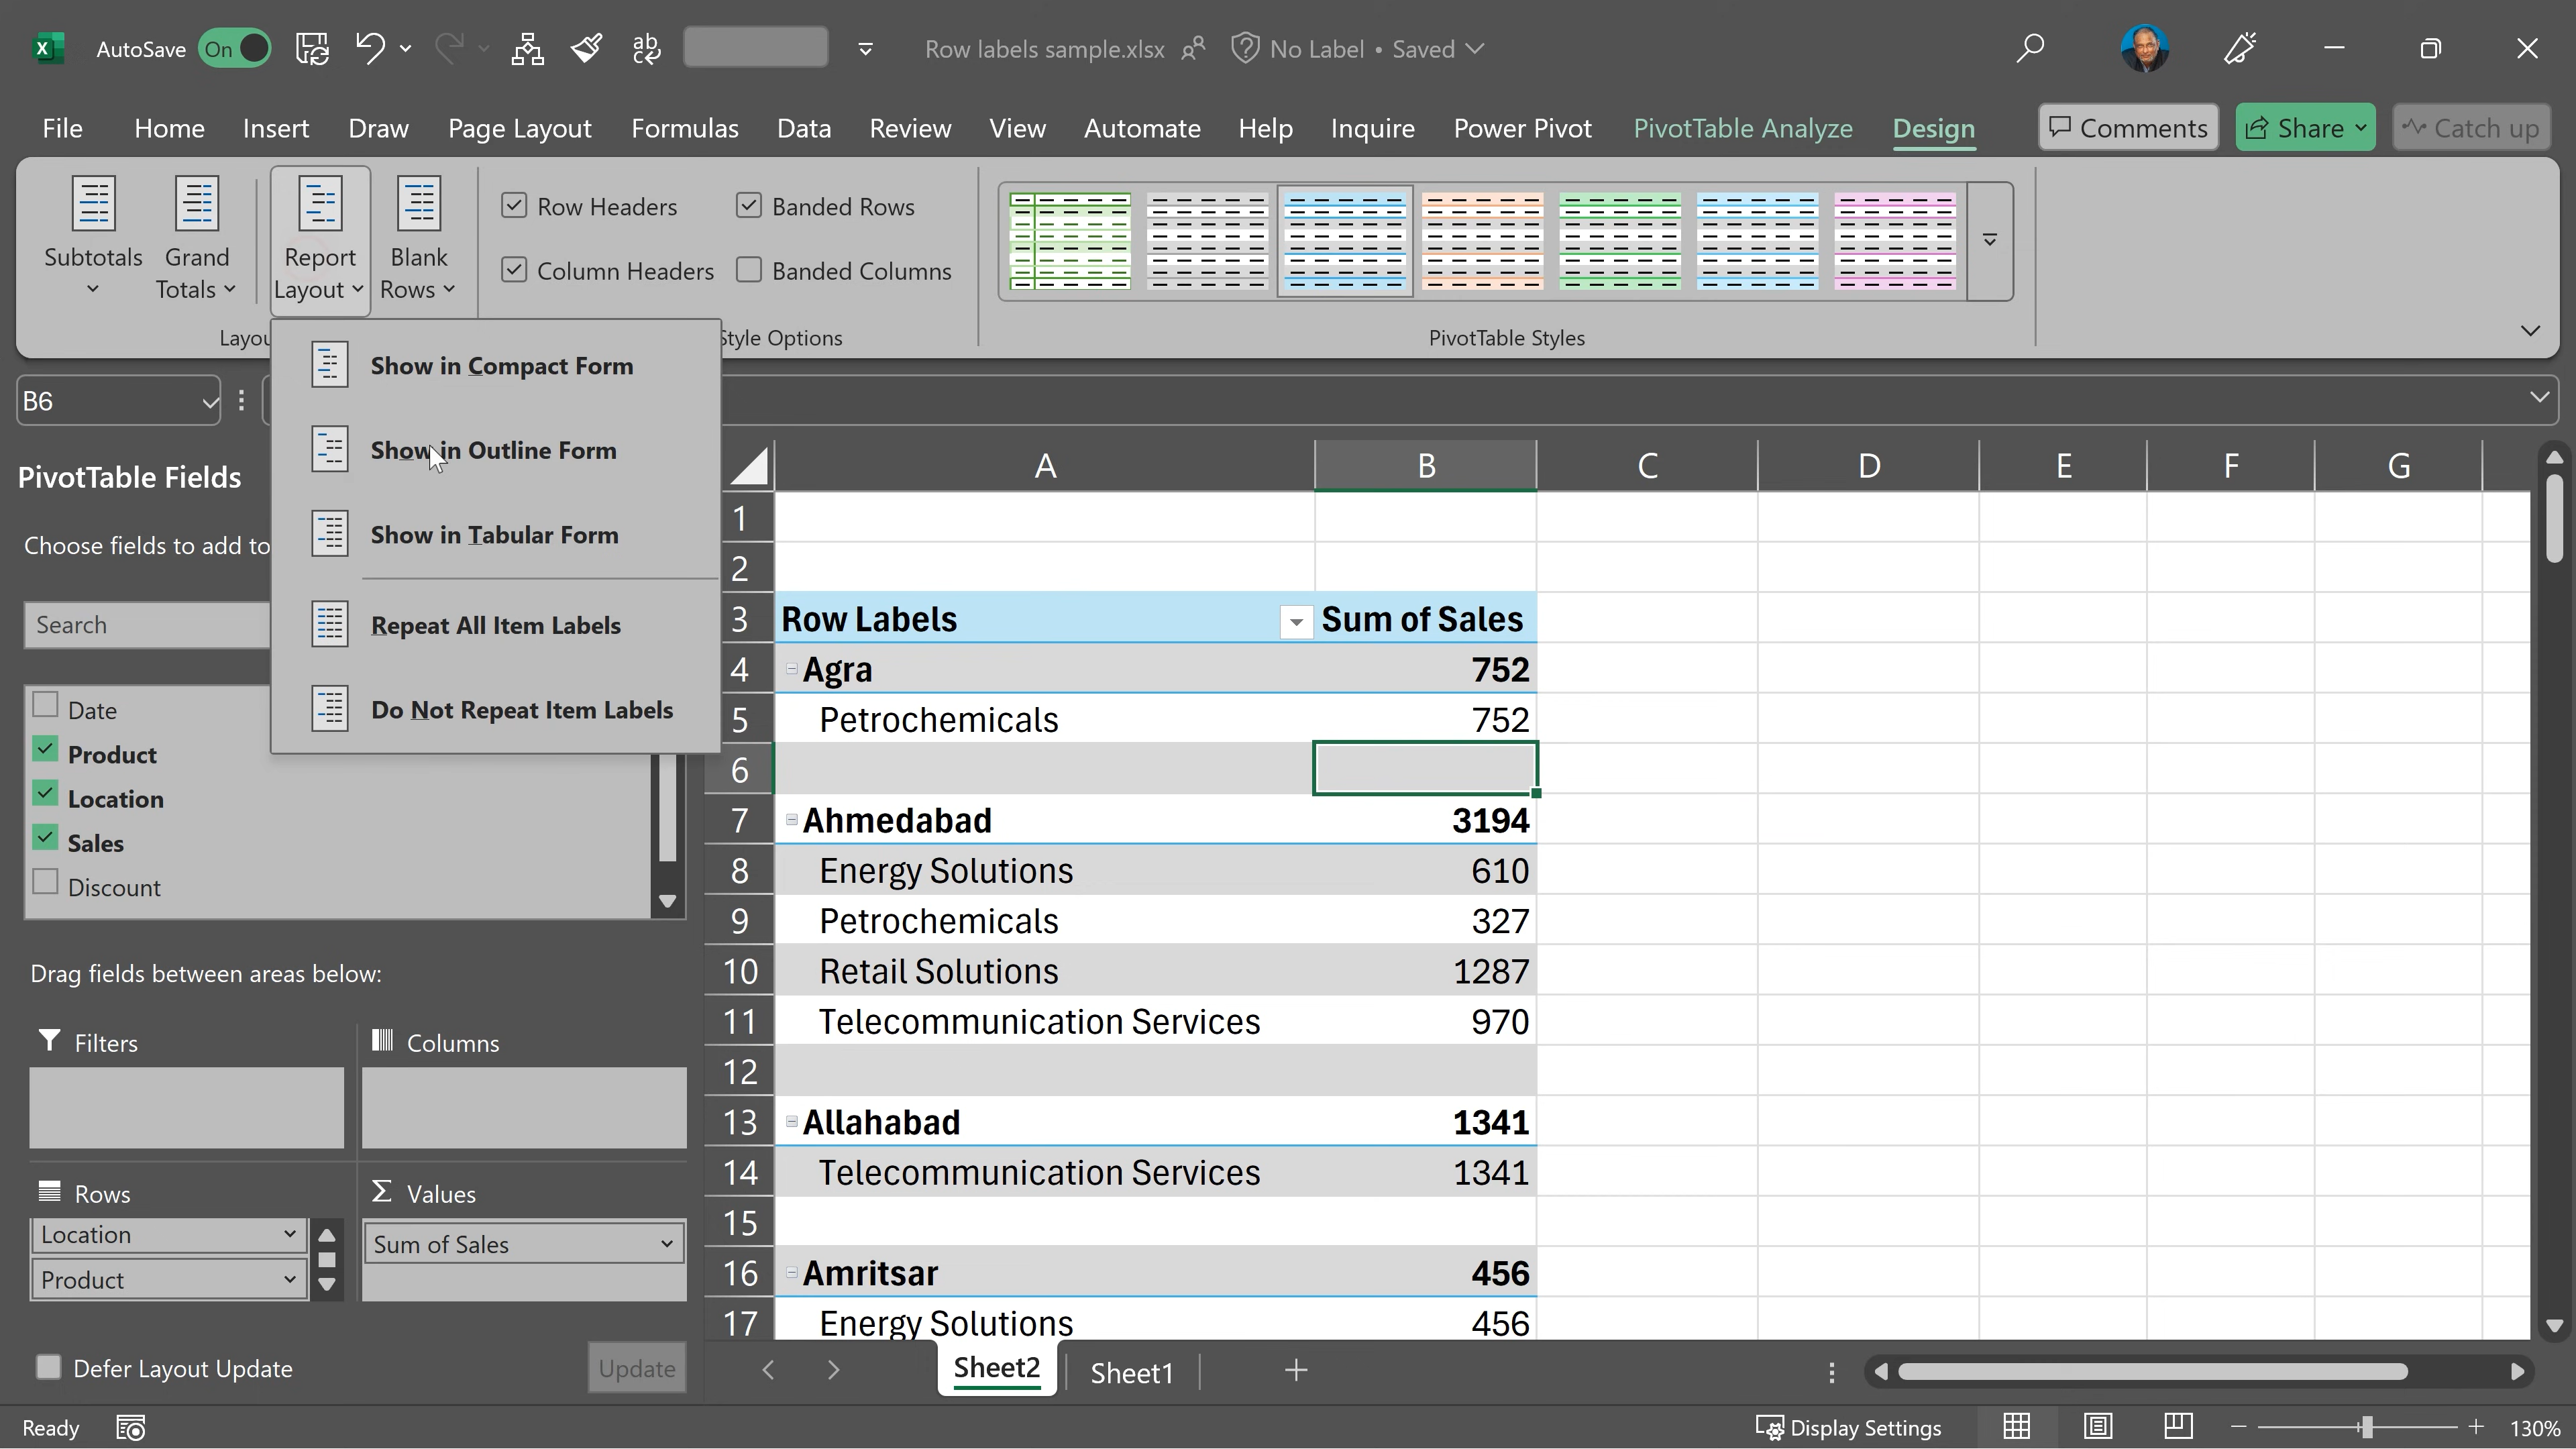 AutoSave On Row labels sample.xlsx No Label • Saved
File Home Insert Draw Page Layout Formulas Data Review View Automate Help Inquire Power Pivot PivotTable Analyze Design Comments Share Catch up
Subtotals Grand Totals Report Layout Blank Rows
Row Headers Banded Rows
Column Headers Banded Columns
Layou Style Options PivotTable Styles
Show in Compact Form
Show in Outline Form
Show in Tabular Form
Repeat All Item Labels
Do Not Repeat Item Labels
B6
PivotTable Fields
Choose fields to add to
Search
Date
Product
Location
Sales
Discount
Drag fields between areas below:
Filters Columns
Rows Values
Location Sum of Sales
Product
Defer Layout Update Update
A B C D E F G
1
2
3 Row Labels Sum of Sales
4 Agra 752
5 Petrochemicals 752
6
7 Ahmedabad 3194
8 Energy Solutions 610
9 Petrochemicals 327
10 Retail Solutions 1287
11 Telecommunication Services 970
12
13 Allahabad 1341
14 Telecommunication Services 1341
15
16 Amritsar 456
17 Energy Solutions 456
Sheet2 Sheet1
Ready Display Settings 130%